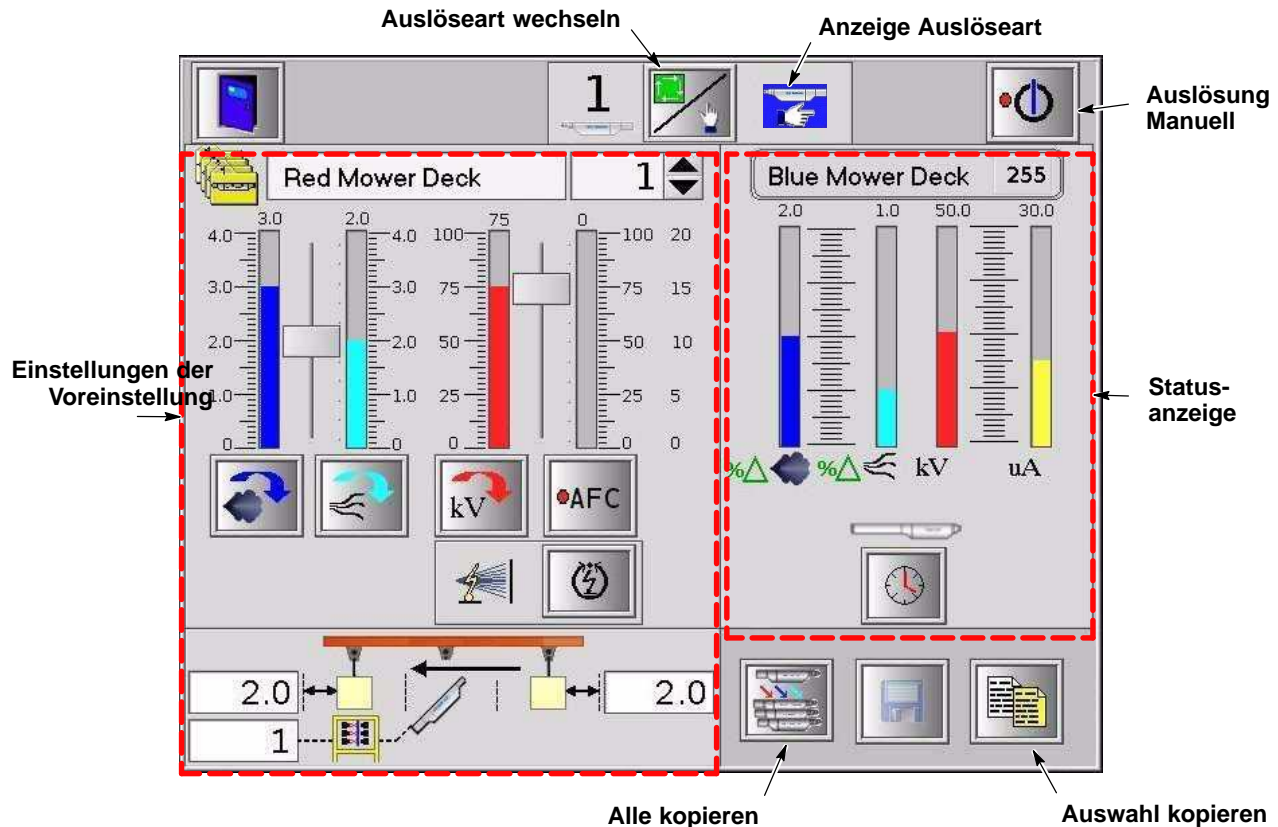 Auslöseart wechseln
Anzeige Auslöseart
1
Auslösung
Manuell
Red Mower Deck 1
Blue Mower Deck 255
3.0 2.0 75 0
2.0 1.0 50.0 30.0
4.0 4.0 100 100 20
3.0 3.0 75 75 15
2.0 2.0 50 50 10
1.0 1.0 25 25 5
0 0 0 0 0
Einstellungen der
Voreinstellung
Status-
anzeige
%△ %△ kV uA
kV AFC
2.0 2.0
1
Alle kopieren
Auswahl kopieren